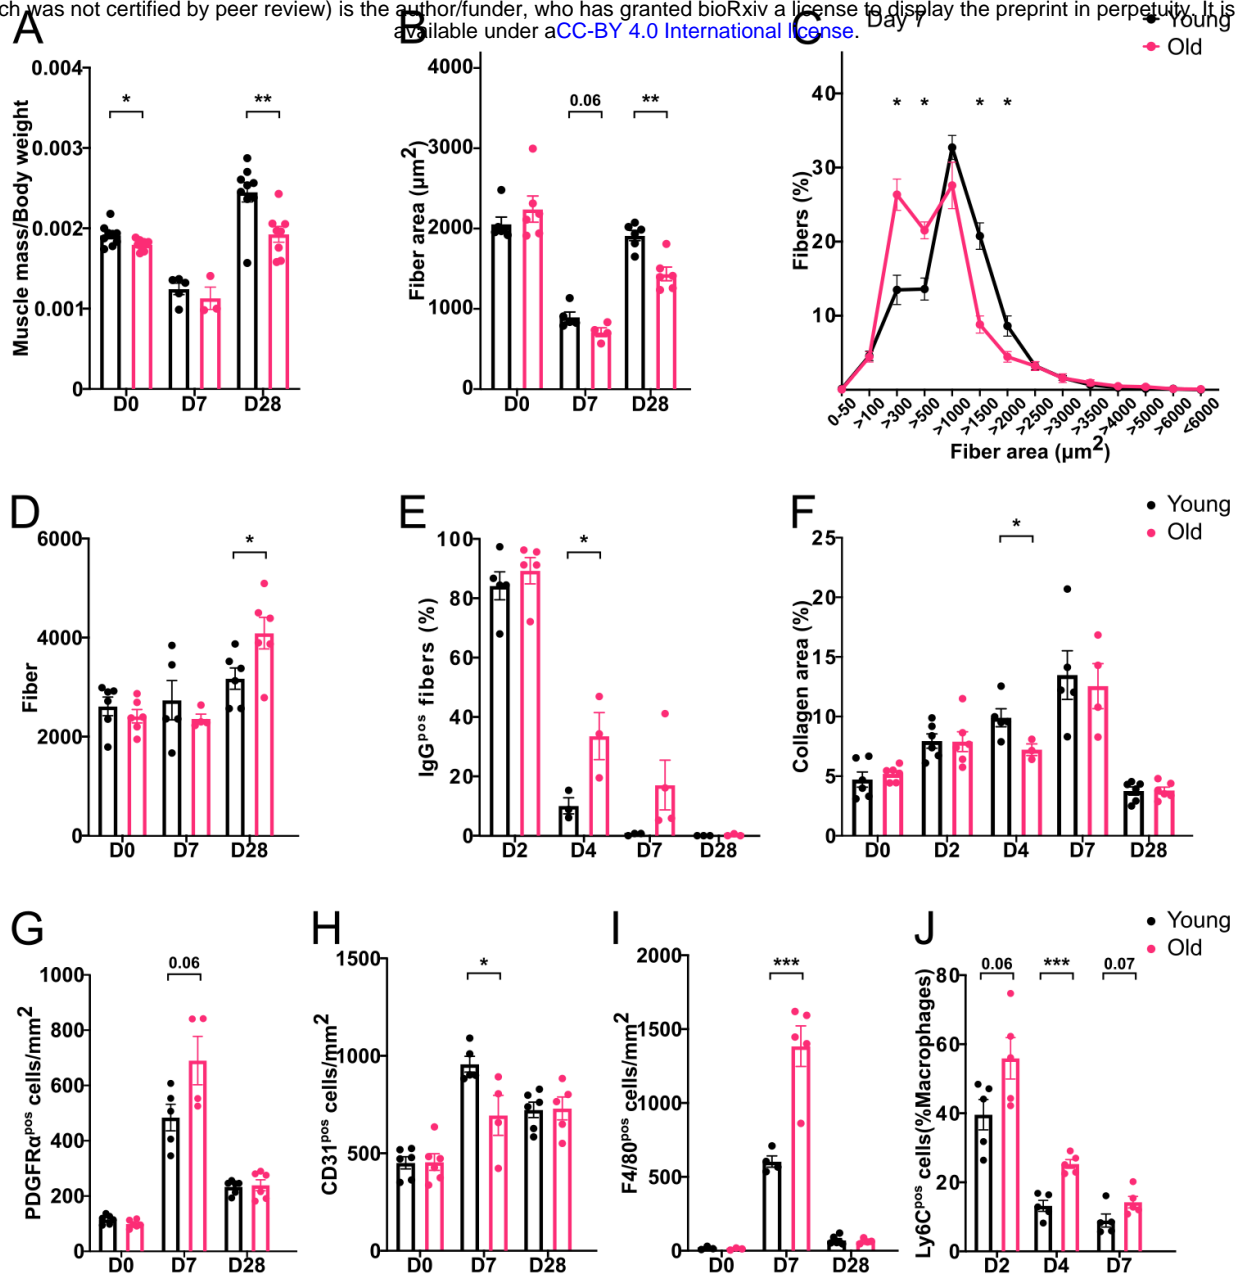 ch was not certified by peer review) is the author/funder, who has granted bioRxiv a license to display the preprint in perpetuity. It is
available under aCC-BY 4.0 International license.
A B C Day 7 Young
Old
0.004 0.003 0.002 0.001 0
Muscle mass/Body weight
* **
D0 D7 D28
4000 3000 2000 1000 0
Fiber area (µm2)
0.06 **
D0 D7 D28
40 30 20 10
Fibers (%)
* * * *
0-50 >100 >300 >500 >1000 >1500 >2000 >2500 >3000 >3500 >4000 >5000 >6000 <6000
Fiber area (µm2)
D E F Young
Old
6000 4000 2000 0
Fiber
*
D0 D7 D28
100 80 60 40 20 0
IgGpos fibers (%)
*
D2 D4 D7 D28
25 20 15 10 5 0
Collagen area (%)
*
D0 D2 D4 D7 D28
G H I J Young
Old
1000 800 600 400 200 0
PDGFRαpos cells/mm2
0.06
D0 D7 D28
1500 1000 500 0
CD31pos cells/mm2
*
D0 D7 D28
2000 1500 1000 500 0
F4/80pos cells/mm2
***
D0 D7 D28
80 60 40 20 0
Ly6Cpos cells(%Macrophages)
0.06 *** 0.07
D2 D4 D7